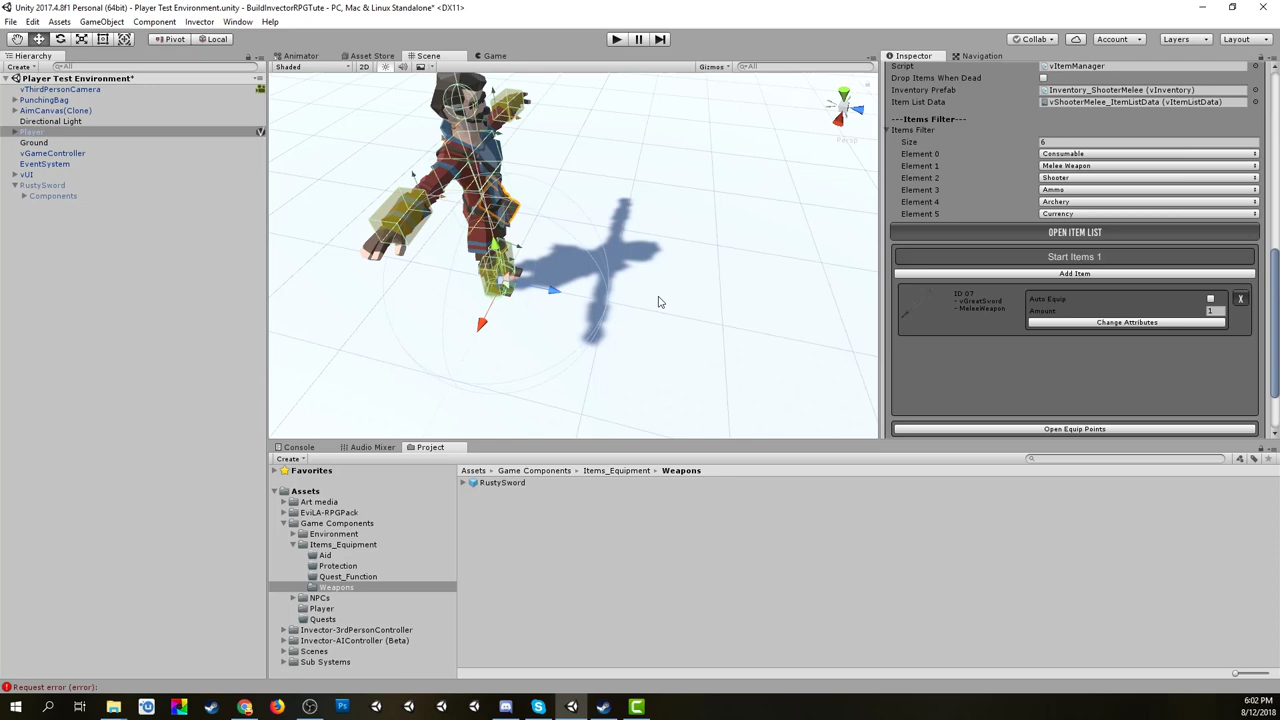 Unity 2017.4.8f1 Personal (64bit) - Player Test Environment.unity - BuildInvectorRPGTute - PC, Mac & Linux Standalone* <DX11>
File Edit Assets GameObject Component Invector Window Help
Pivot Local Collab Account Layers Layout
Hierarchy
Create All
Player Test Environment*
vThirdPersonCamera
PunchingBag
AimCanvas(Clone)
Directional Light
Player
Ground
vGameController
EventSystem
vUI
RustySword
Components
Animator Asset Store Scene Game
Shaded 2D Gizmos All
Persp
Inspector Navigation
Script vItemManager
Drop Items When Dead
Inventory Prefab Inventory_ShooterMelee (vInventory)
Item List Data vShooterMelee_ItemListData (vItemListData)
---Items Filter---
Items Filter
Size 6
Element 0 Consumable
Element 1 Melee Weapon
Element 2 Shooter
Element 3 Ammo
Element 4 Archery
Element 5 Currency
OPEN ITEM LIST
Start Items 1
Add Item
ID 07
- vGreatSword
- MeleeWeapon
Auto Equip
X
Amount 1
Change Attributes
Open Equip Points
Console Audio Mixer Project
Create
Favorites
Assets
Art media
EviLA-RPGPack
Game Components
Environment
Items_Equipment
Aid
Protection
Quest_Function
Weapons
NPCs
Player
Quests
Invector-3rdPersonController
Invector-AIController (Beta)
Scenes
Sub Systems
Assets Game Components Items_Equipment Weapons
RustySword
Request error (error):
6:02 PM
8/12/2018